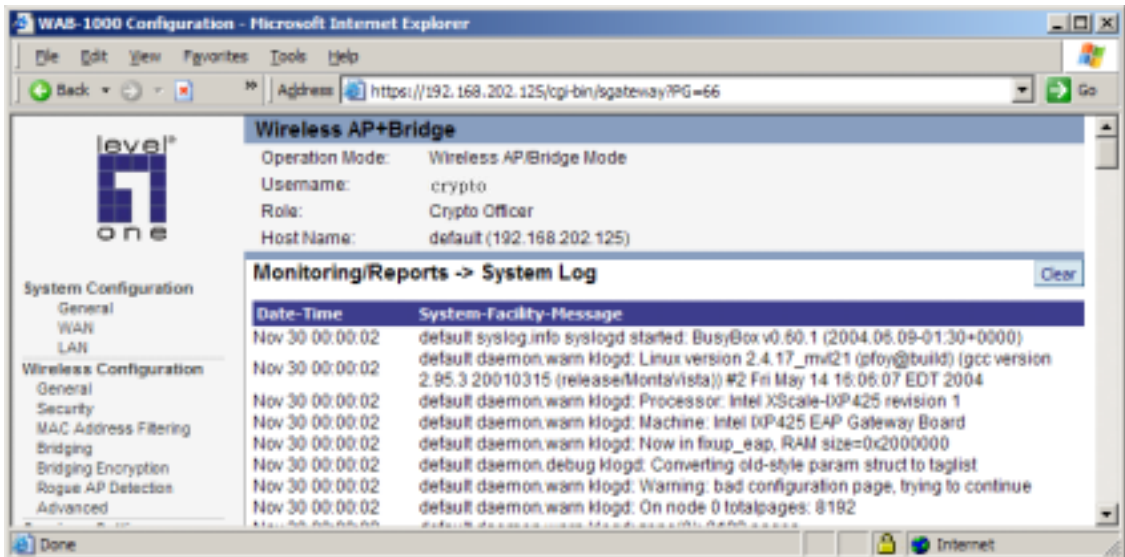 WAB-1000 Configuration - Microsoft Internet Explorer
File Edit View Favorites Tools Help
Back Address https://192.168.202.125/cgi-bin/sgateway?PG=66 Go
level
one
Wireless AP+Bridge
Operation Mode: Wireless AP/Bridge Mode
Username: crypto
Role: Crypto Officer
Host Name: default (192.168.202.125)
System Configuration
General
WAN
LAN
Wireless Configuration
General
Security
MAC Address Filtering
Bridging
Bridging Encryption
Rogue AP Detection
Advanced
Monitoring/Reports -> System Log Clear
Date-Time System-Facility-Message
Nov 30 00:00:02 default syslog.info syslogd started: BusyBox v0.60.1 (2004.06.09-01:30+0000)
Nov 30 00:00:02 default daemon.warn klogd: Linux version 2.4.17_mvl21 (pfoy@build) (gcc version
2.95.3 20010315 (release/MontaVista)) #2 Fri May 14 16:06:07 EDT 2004
Nov 30 00:00:02 default daemon.warn klogd: Processor: Intel XScale-IXP425 revision 1
Nov 30 00:00:02 default daemon.warn klogd: Machine: Intel IXP425 EAP Gateway Board
Nov 30 00:00:02 default daemon.warn klogd: Now in fixup_eap, RAM size=0x2000000
Nov 30 00:00:02 default daemon.debug klogd: Converting old-style param struct to taglist
Nov 30 00:00:02 default daemon.warn klogd: Warning: bad configuration page, trying to continue
Nov 30 00:00:02 default daemon.warn klogd: On node 0 totalpages: 8192
Done Internet